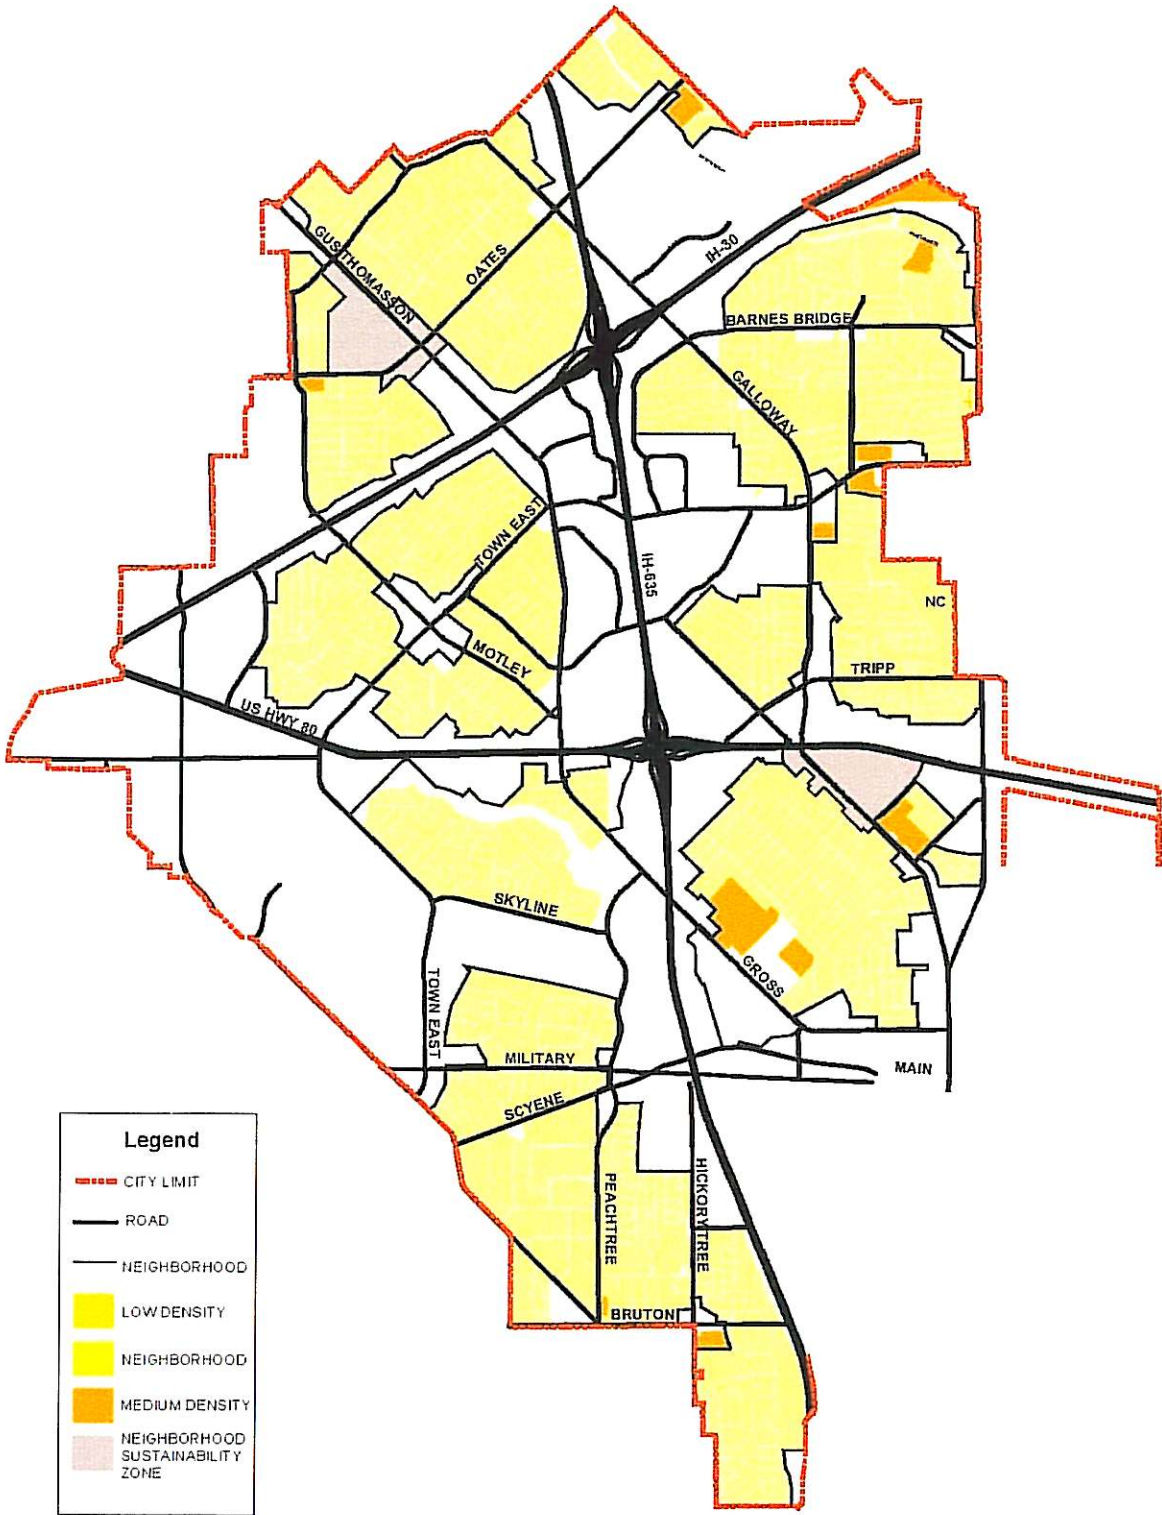 GUS THOMASSON
OATES
IH-30
BARNES BRIDGE
GALLOWAY
TOWN EAST
IH-635
NC
MOTLEY
TRIPP
US HWY 80
SKYLINE
GROSS
TOWN EAST
MILITARY
MAIN
SCYENE
PEACHTREE
HICKORY TREE
BRUTON
Legend
CITY LIMIT
ROAD
NEIGHBORHOOD
LOW DENSITY
NEIGHBORHOOD
MEDIUM DENSITY
NEIGHBORHOOD
SUSTAINABILITY
ZONE